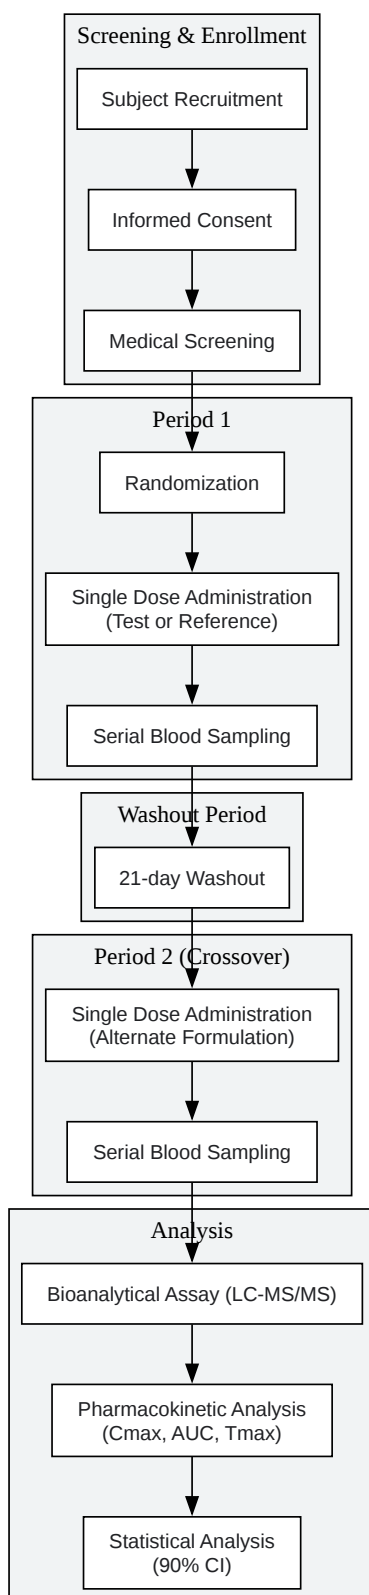 Screening & Enrollment
Subject Recruitment
Informed Consent
Medical Screening
Period 1
Randomization
Single Dose Administration
(Test or Reference)
Serial Blood Sampling
Washout Period
21-day Washout
Period 2 (Crossover)
Single Dose Administration
(Alternate Formulation)
Serial Blood Sampling
Analysis
Bioanalytical Assay (LC-MS/MS)
Pharmacokinetic Analysis
(Cmax, AUC, Tmax)
Statistical Analysis
(90% CI)